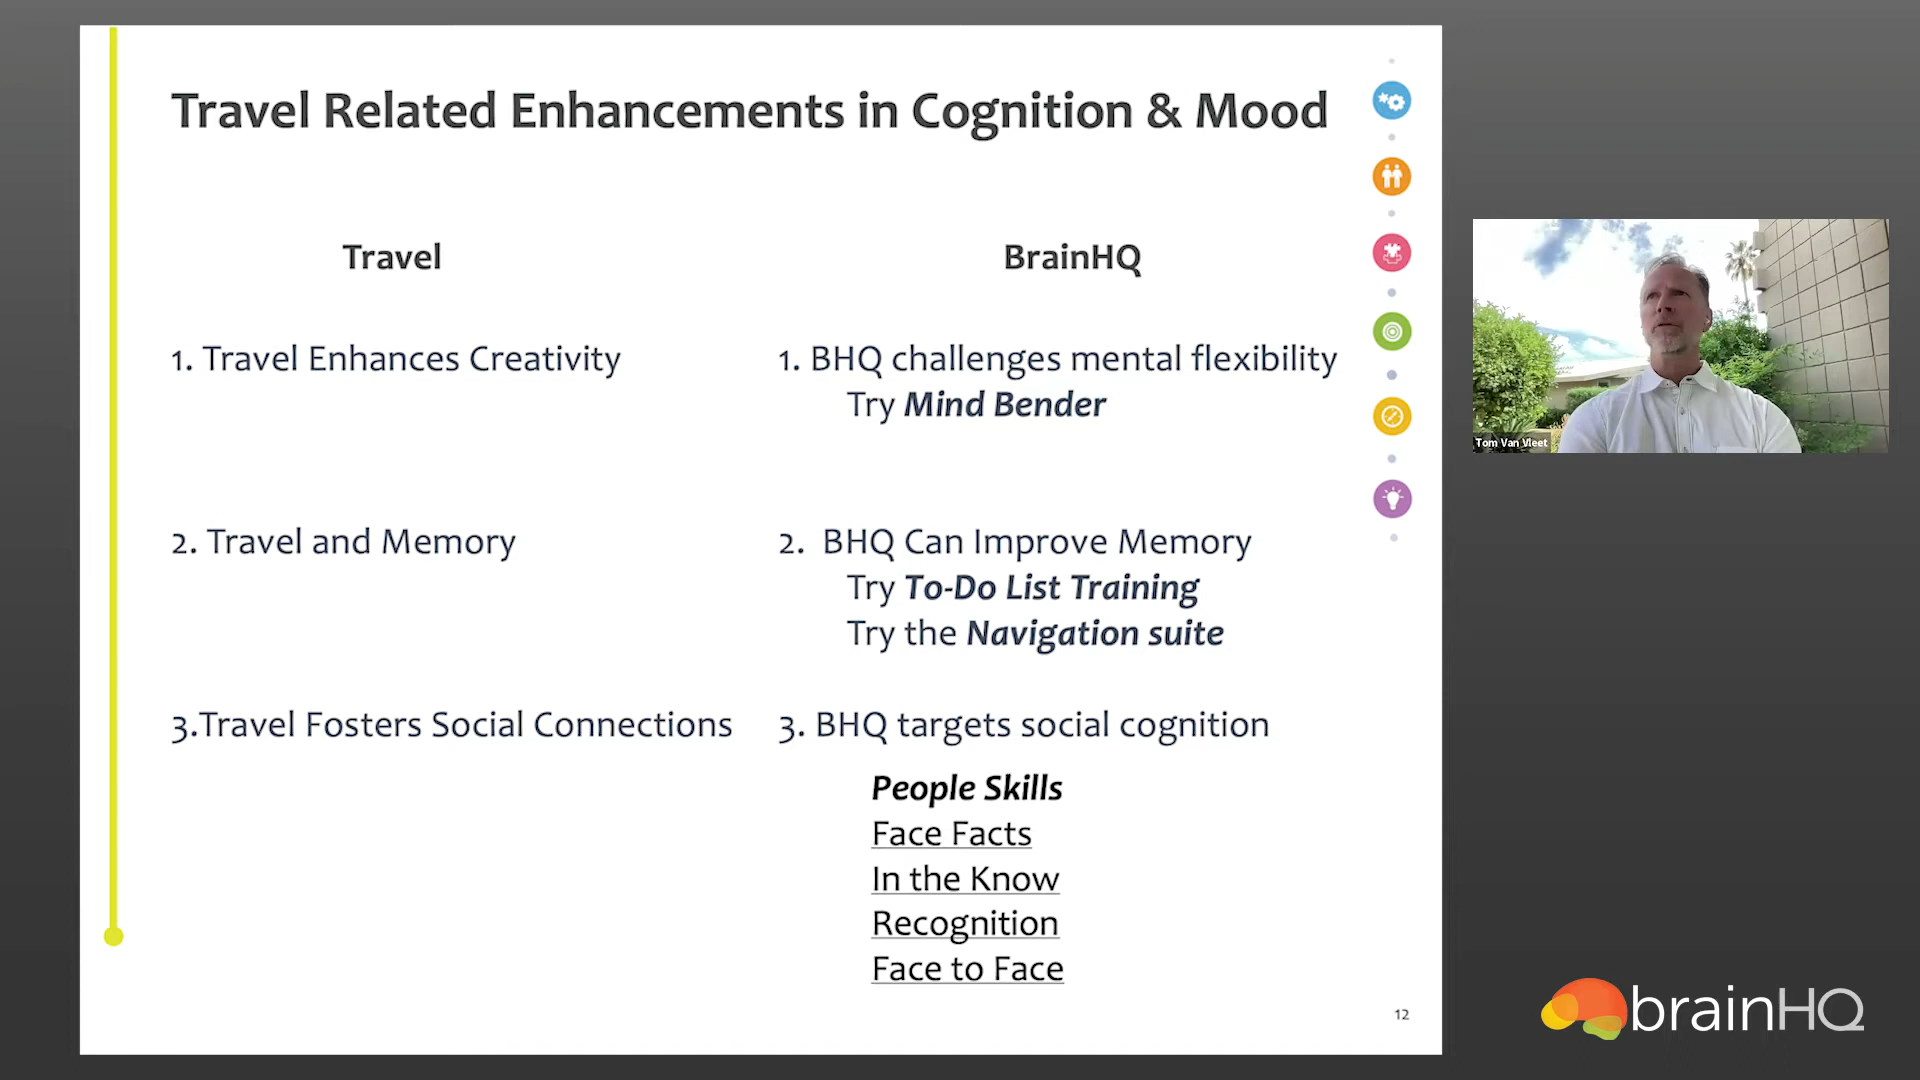 Travel Related Enhancements in Cognition & Mood
Travel
BrainHQ
1. Travel Enhances Creativity
1. BHQ challenges mental flexibility
Try Mind Bender
2. Travel and Memory
2. BHQ Can Improve Memory
Try To-Do List Training
Try the Navigation suite
3.Travel Fosters Social Connections
3. BHQ targets social cognition
People Skills
Face Facts
In the Know
Recognition
Face to Face
12
Tom Van Vleet
brainHQ